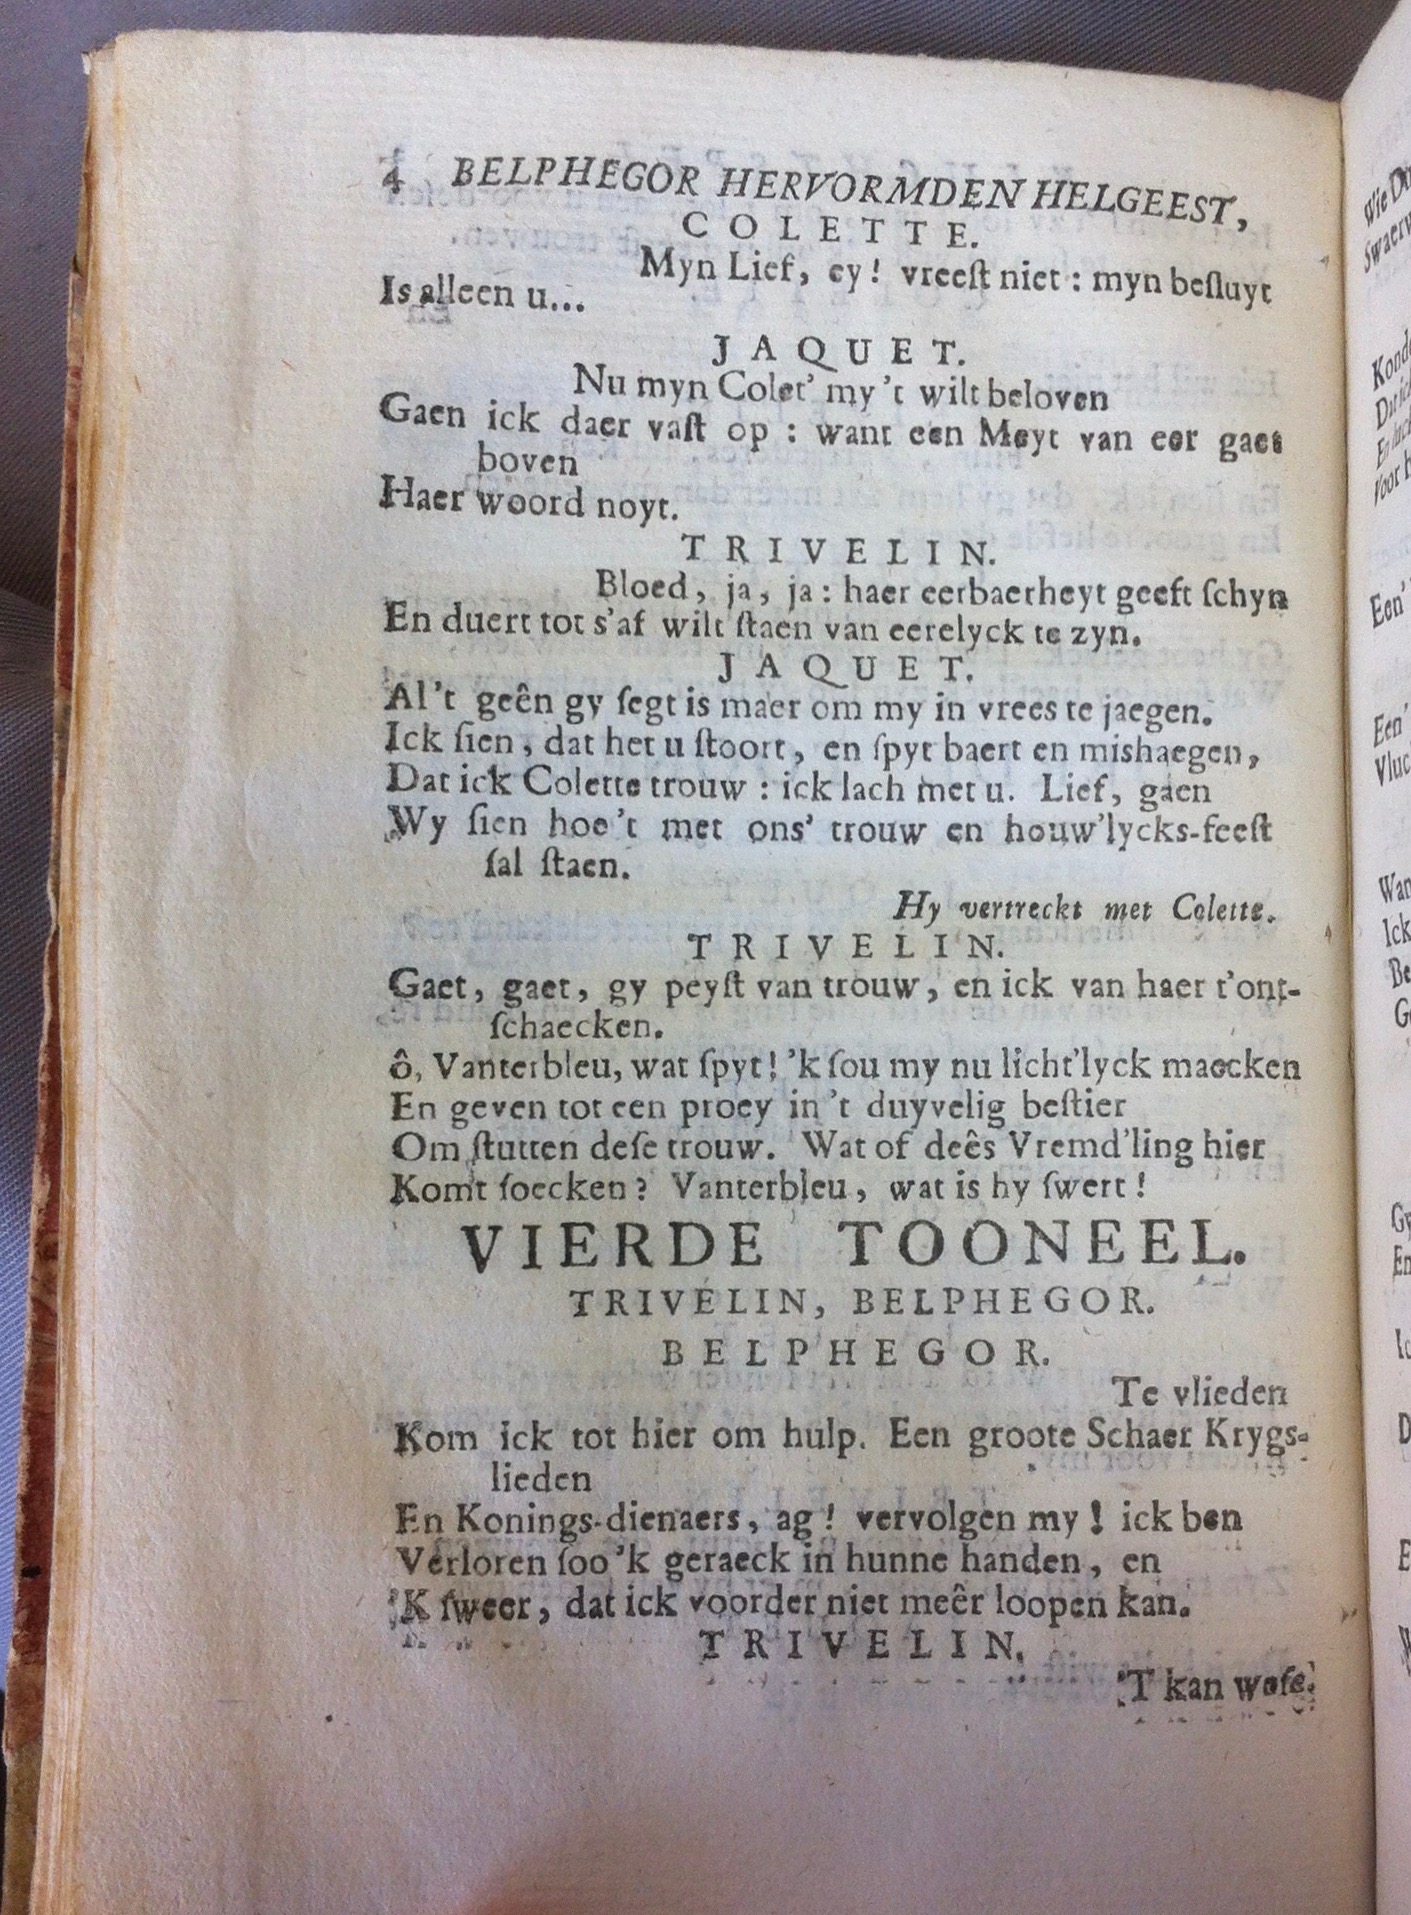 4 BELPHEGOR HERVORMDEN HELGEEST,
COLETTE.
Myn Lief, ey! vreeſt niet: myn beſluyt
Is alleen u...
JAQUET.
Nu myn Colet' my 't wilt beloven
Gaen ick daer vaſt op: want een Meyt van eer gaet
boven
Haer woord noyt.
TRIVELIN.
Bloed, ja, ja: haer eerbaerheyt geeft ſchyn
En duert tot s'af wilt ſtaen van eerelyck te zyn.
JAQUET.
Al 't geên gy ſegt is maer om my in vrees te jaegen.
Ick ſien, dat het u ſtoort, en ſpyt baert en mishaegen,
Dat ick Colette trouw: ick lach met u. Lief, gaen
Wy ſien hoe 't met ons' trouw en houw'lycks-feeſt
ſal ſtaen.
Hy vertreckt met Colette.
TRIVELIN.
Gaet, gaet, gy peyſt van trouw, en ick van haer t'ont-
ſchaecken.
ô, Vanterbleu, wat ſpyt! 'k ſou my nu licht'lyck maecken
En geven tot een proey in 't duyvelig beſtier
Om ſtutten deſe trouw. Wat of deês Vremd'ling hier
Komt ſoecken? Vanterbleu, wat is hy ſwert!
VIERDE TOONEEL.
TRIVELIN, BELPHEGOR.
BELPHEGOR.
Te vlieden
Kom ick tot hier om hulp. Een groote Schaer Krygs-
lieden
En Konings-dienaers, ag! vervolgen my! ick ben
Verloren ſoo 'k geraeck in hunne handen, en
'K ſweer, dat ick voorder niet meêr loopen kan.
TRIVELIN.
'T kan weſe.